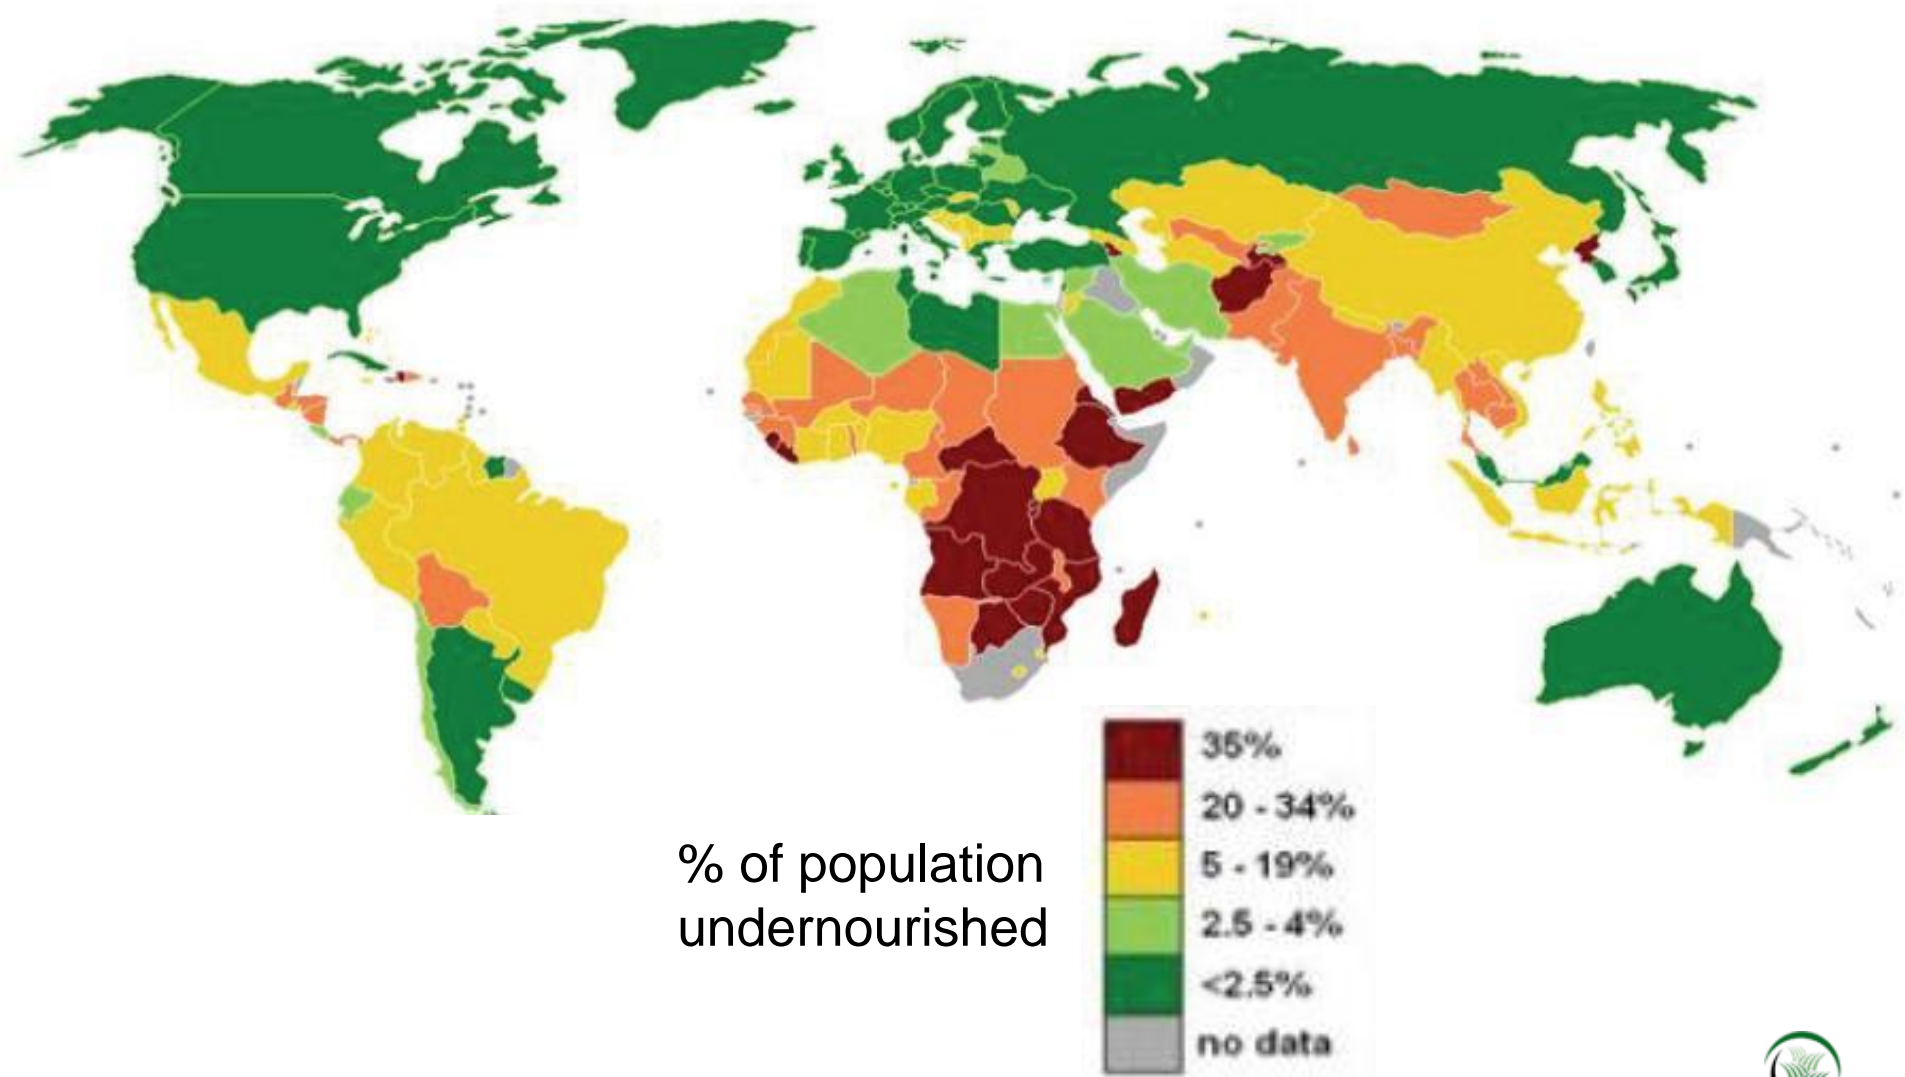 % of population
undernourished
35%
20 - 34%
5 - 19%
2.5 - 4%
<2.5%
no data